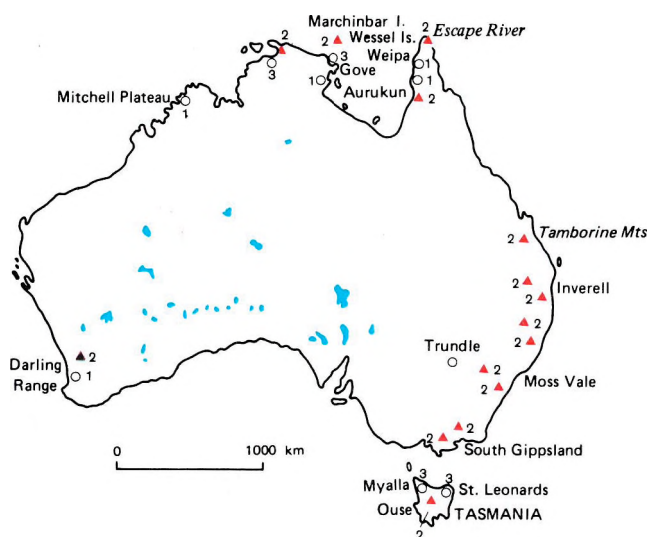 Marchinbar I.
2 2 Wessel Is. 2 Escape River
Weipa
3 3 1
Gove
1 1
Aurukun 2
Mitchell Plateau
1
2 Tamborine Mts
2
2 Inverell
2
2
Trundle
2
Darling 1
Range
2
2 Moss Vale
0 1000 km
2
2 South Gippsland
Myalla 3 3 St. Leonards
Ouse TASMANIA
2